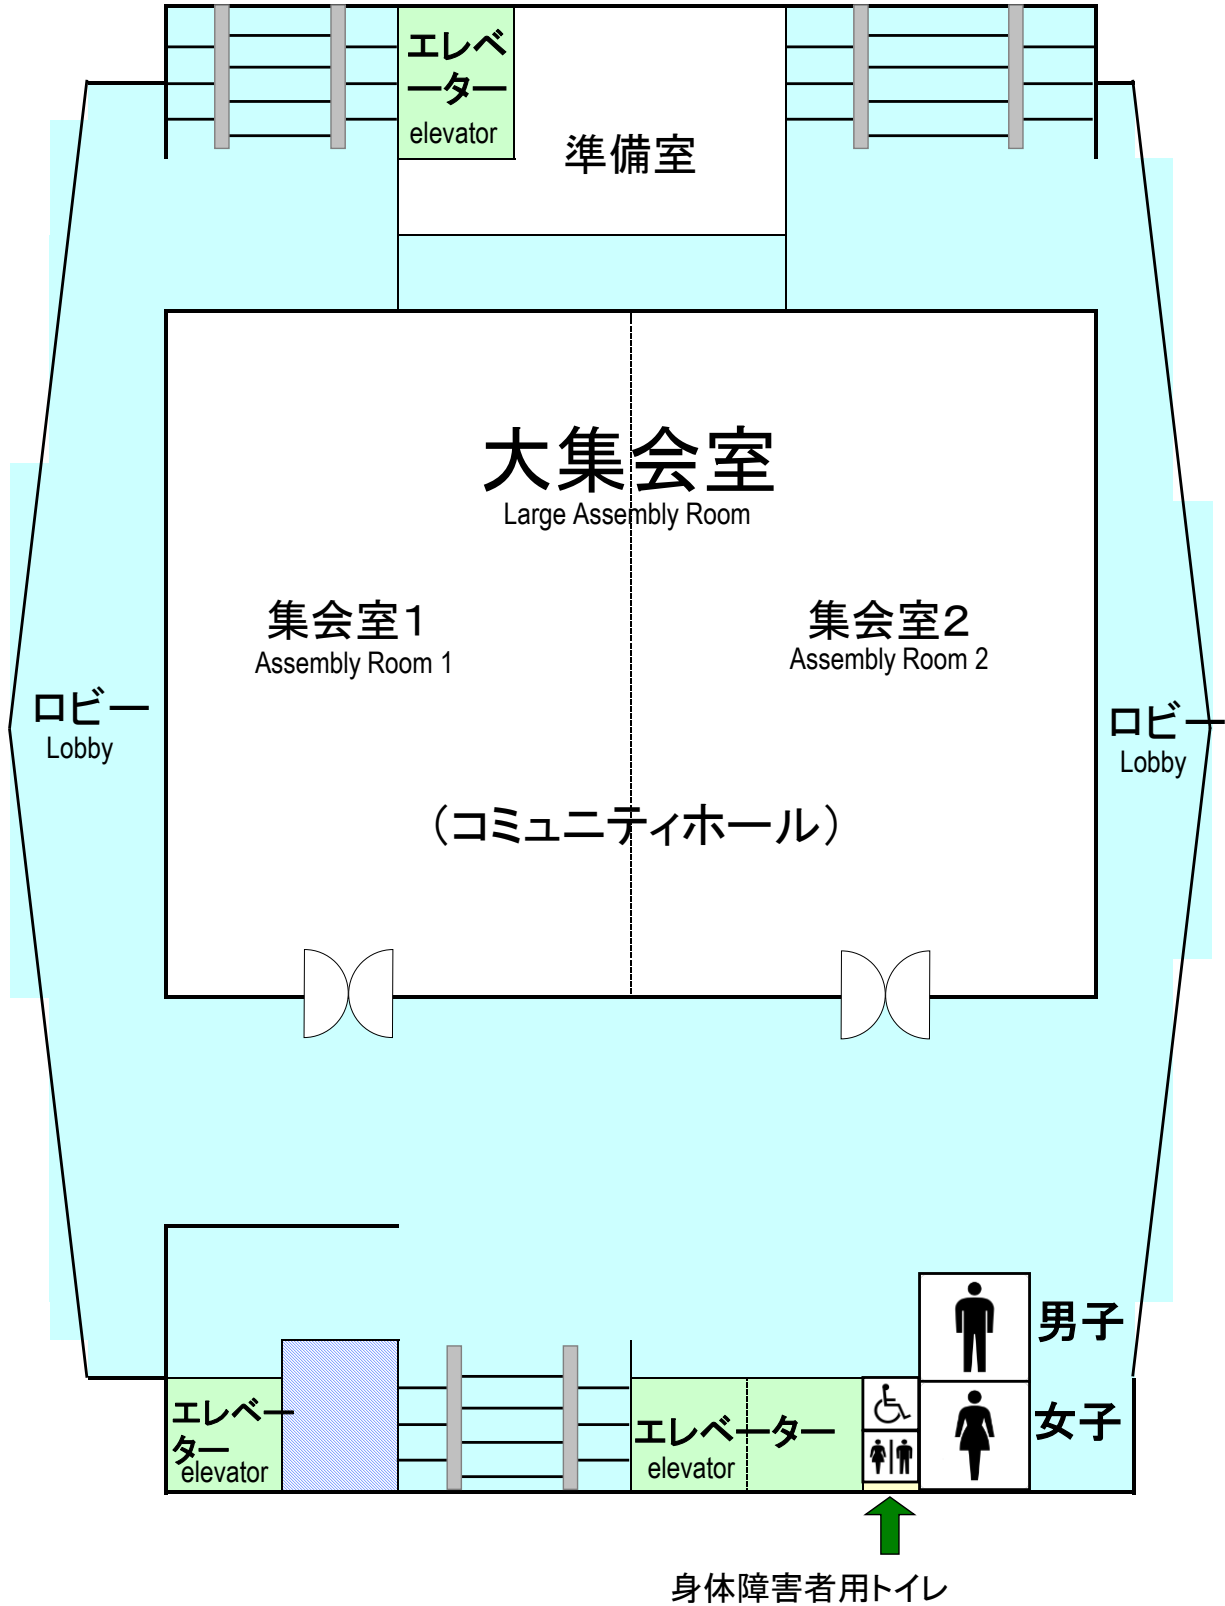 エレベ
ーター
elevator
準備室
大集会室
Large Assembly Room
集会室１
Assembly Room 1
集会室２
Assembly Room 2
ロビー
Lobby
ロビー
Lobby
（コミュニティホール）
男子
女子
エレベー
ター
elevator
エレベーター
elevator
身体障害者用トイレ